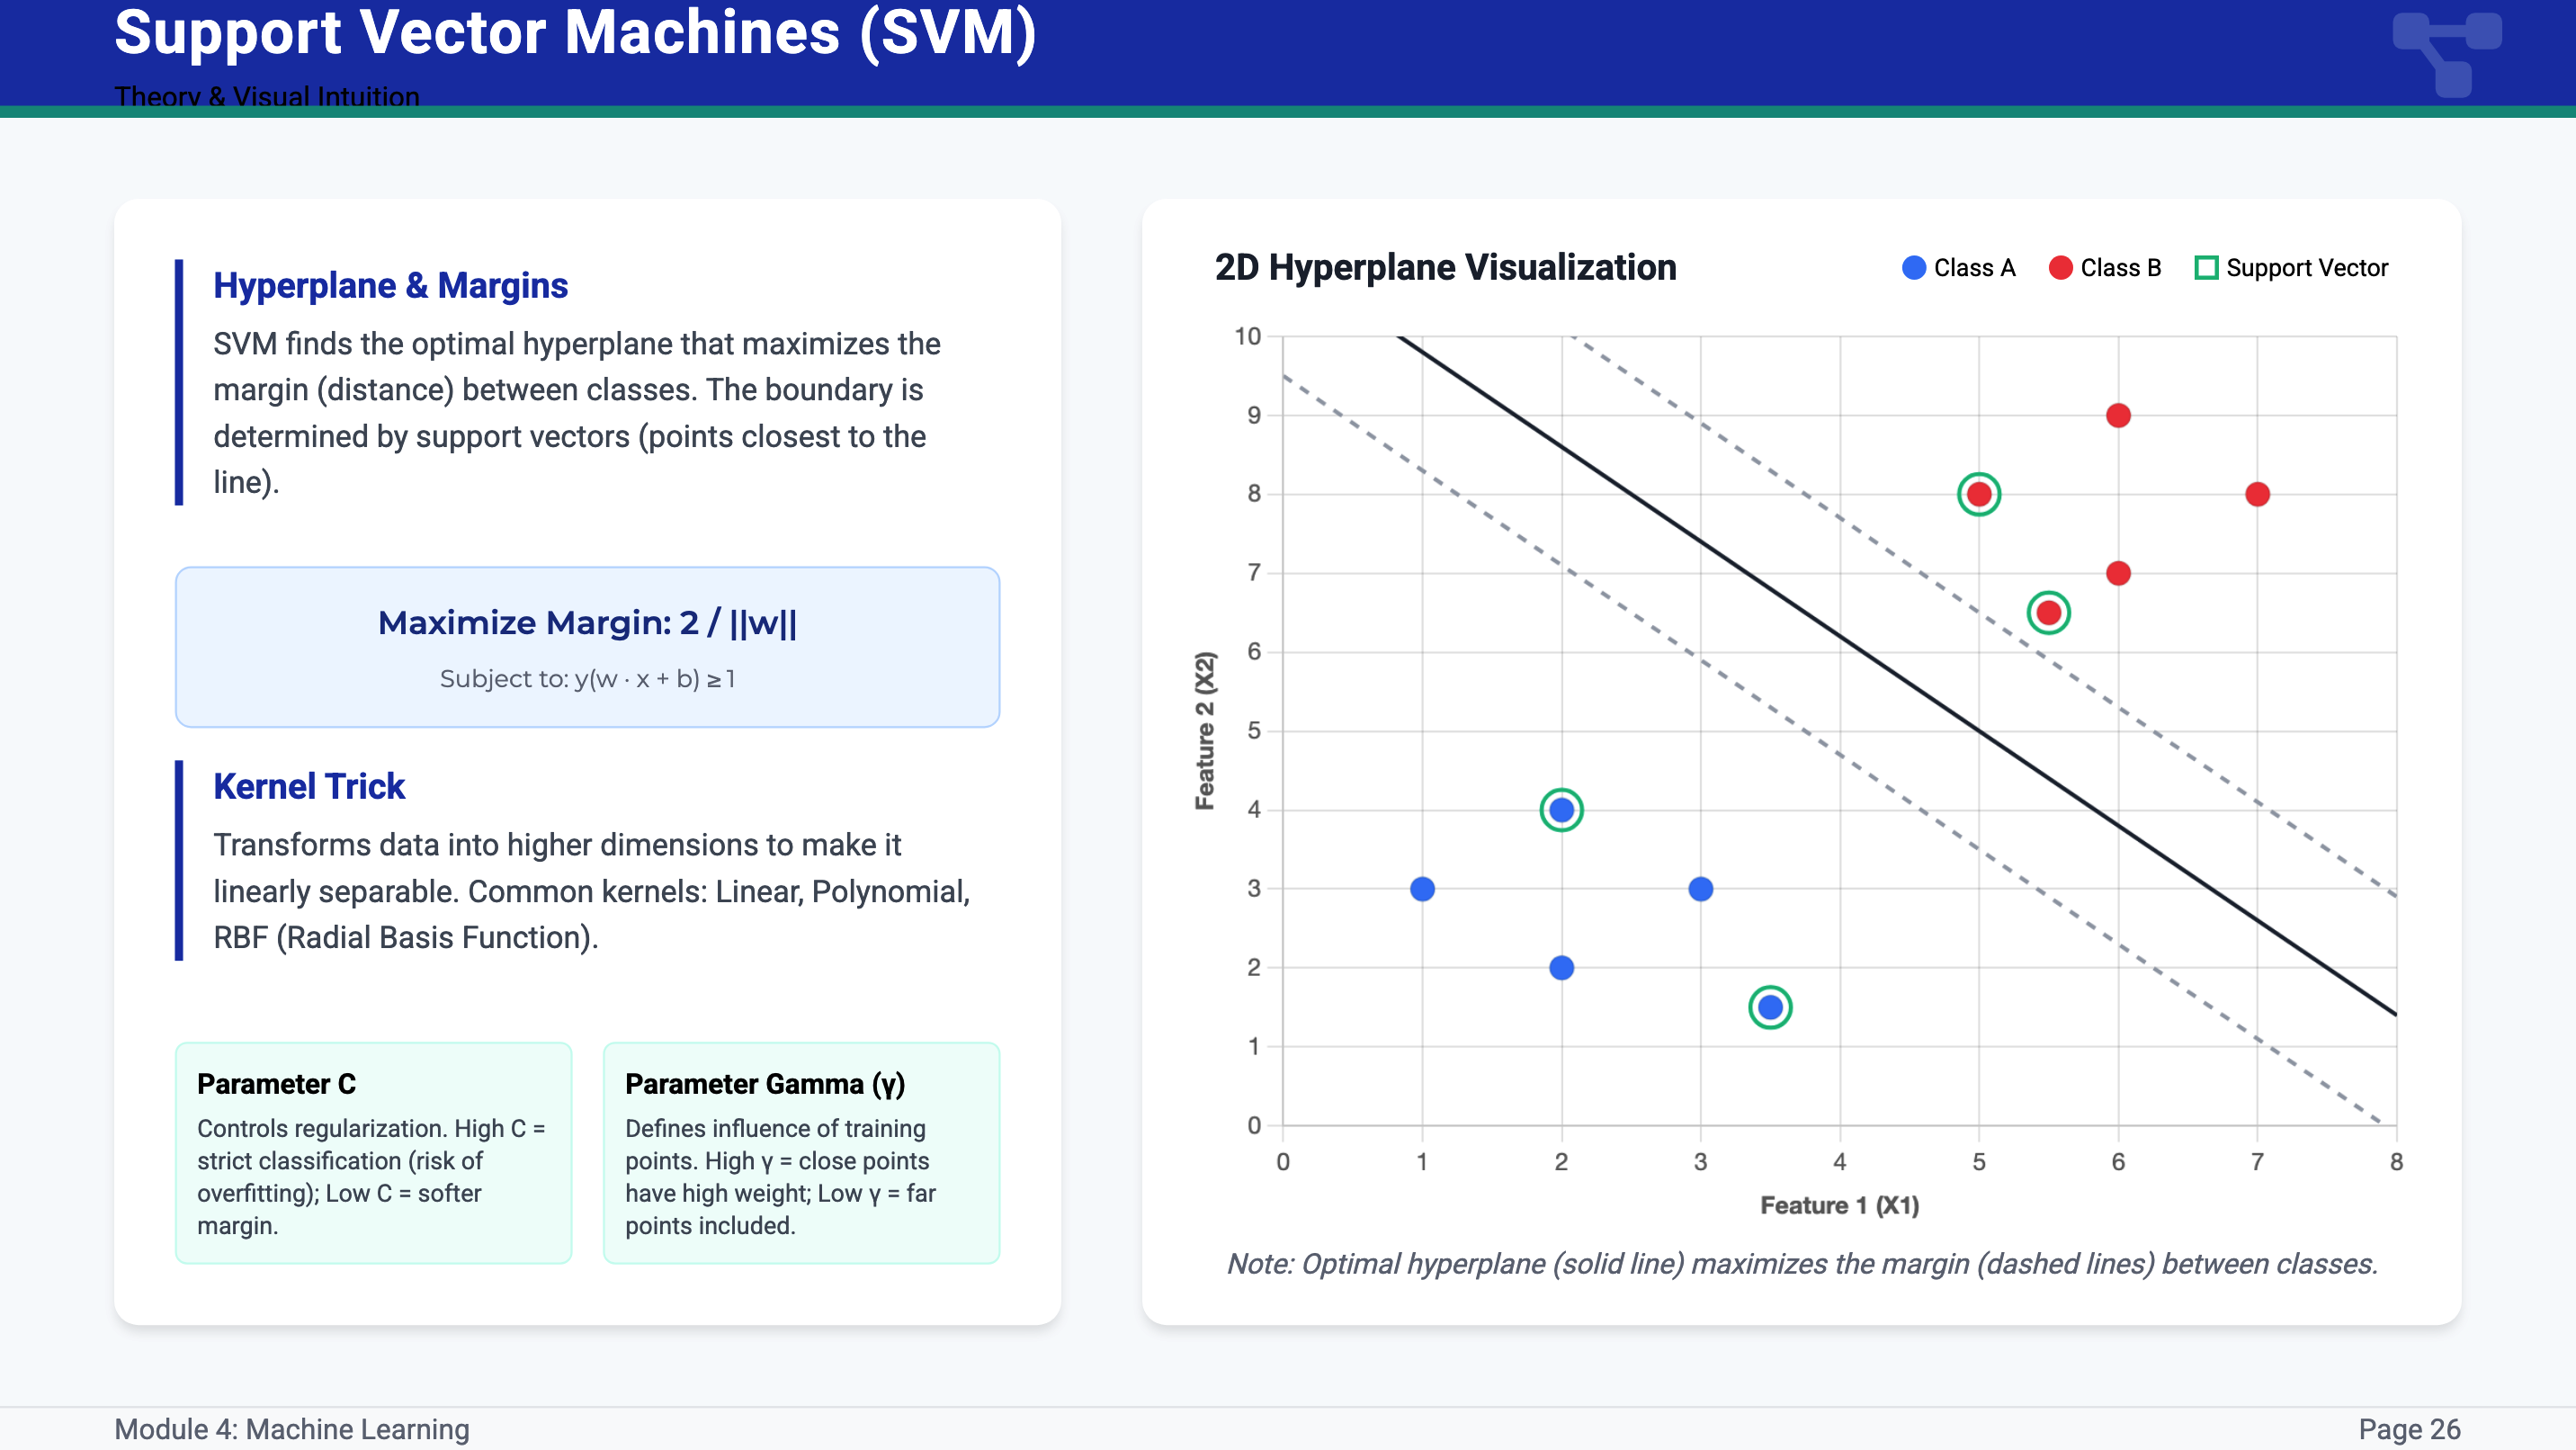 Support Vector Machines (SVM)
Theory & Visual Intuition
Hyperplane & Margins
SVM finds the optimal hyperplane that maximizes the
margin (distance) between classes. The boundary is
determined by support vectors (points closest to the
line).
Maximize Margin: 2 / ||w||
Subject to: y(w · x + b) ≥ 1
Kernel Trick
Transforms data into higher dimensions to make it
linearly separable. Common kernels: Linear, Polynomial,
RBF (Radial Basis Function).
Parameter C
Controls regularization. High C =
strict classification (risk of
overfitting); Low C = softer
margin.
Parameter Gamma (γ)
Defines influence of training
points. High γ = close points
have high weight; Low γ = far
points included.
2D Hyperplane Visualization
Class A
Class B
Support Vector
10
9
8
7
6
5
4
3
2
1
0
Feature 2 (X2)
0 1 2 3 4 5 6 7 8
Feature 1 (X1)
Note: Optimal hyperplane (solid line) maximizes the margin (dashed lines) between classes.
Module 4: Machine Learning
Page 26